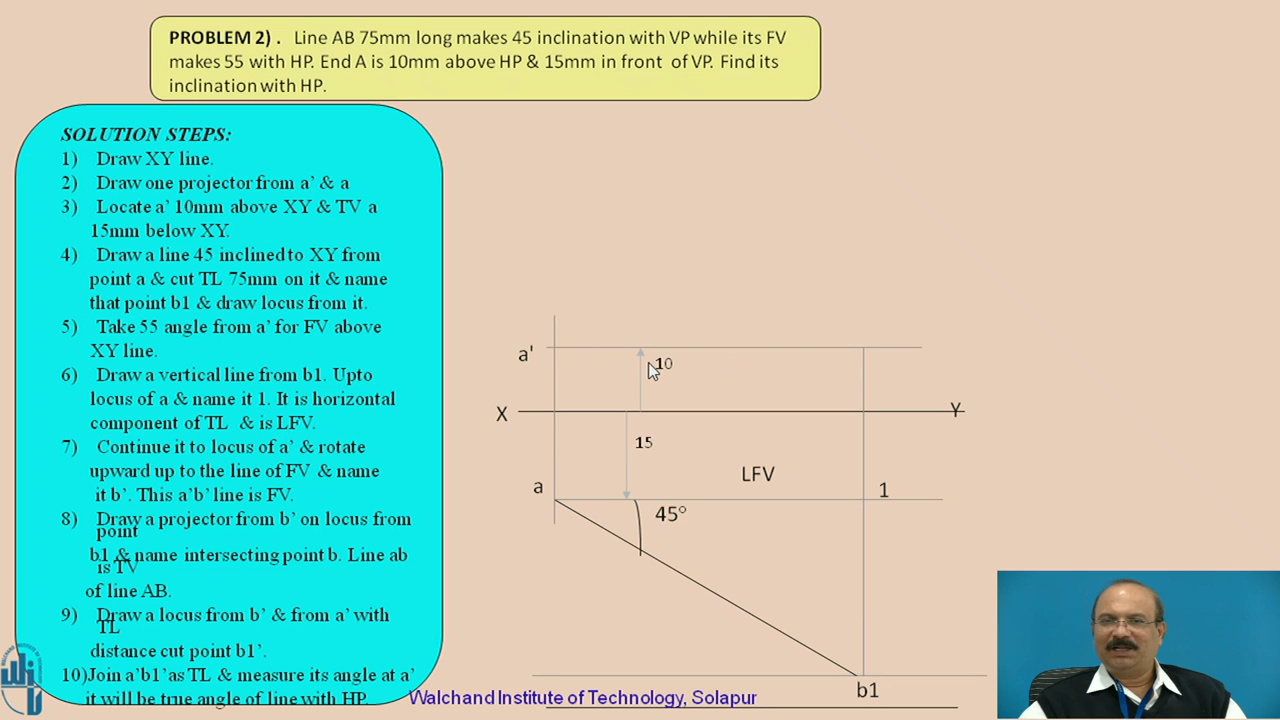 PROBLEM 2) . Line AB 75mm long makes 45 inclination with VP while its FV
makes 55 with HP. End A is 10mm above HP & 15mm in front of VP. Find its
inclination with HP.
SOLUTION STEPS:
1) Draw XY line.
2) Draw one projector from a’ & a
3) Locate a’ 10mm above XY & TV a
15mm below XY.
4) Draw a line 45 inclined to XY from
point a & cut TL 75mm on it & name
that point b1 & draw locus from it.
5) Take 55 angle from a’ for FV above
XY line.
6) Draw a vertical line from b1. Upto
locus of a & name it 1. It is horizontal
component of TL & is LFV.
7) Continue it to locus of a’ & rotate
upward up to the line of FV & name
it b’. This a’b’ line is FV.
8) Draw a projector from b’ on locus from
point
b1 & name intersecting point b. Line ab
is TV
of line AB.
9) Draw a locus from b’ & from a’ with
TL
distance cut point b1’.
10)Join a’b1’as TL & measure its angle at a’
it will be true angle of line with HP.
a'
10
X
Y
15
LFV
a
1
45°
b1
Walchand Institute of Technology, Solapur